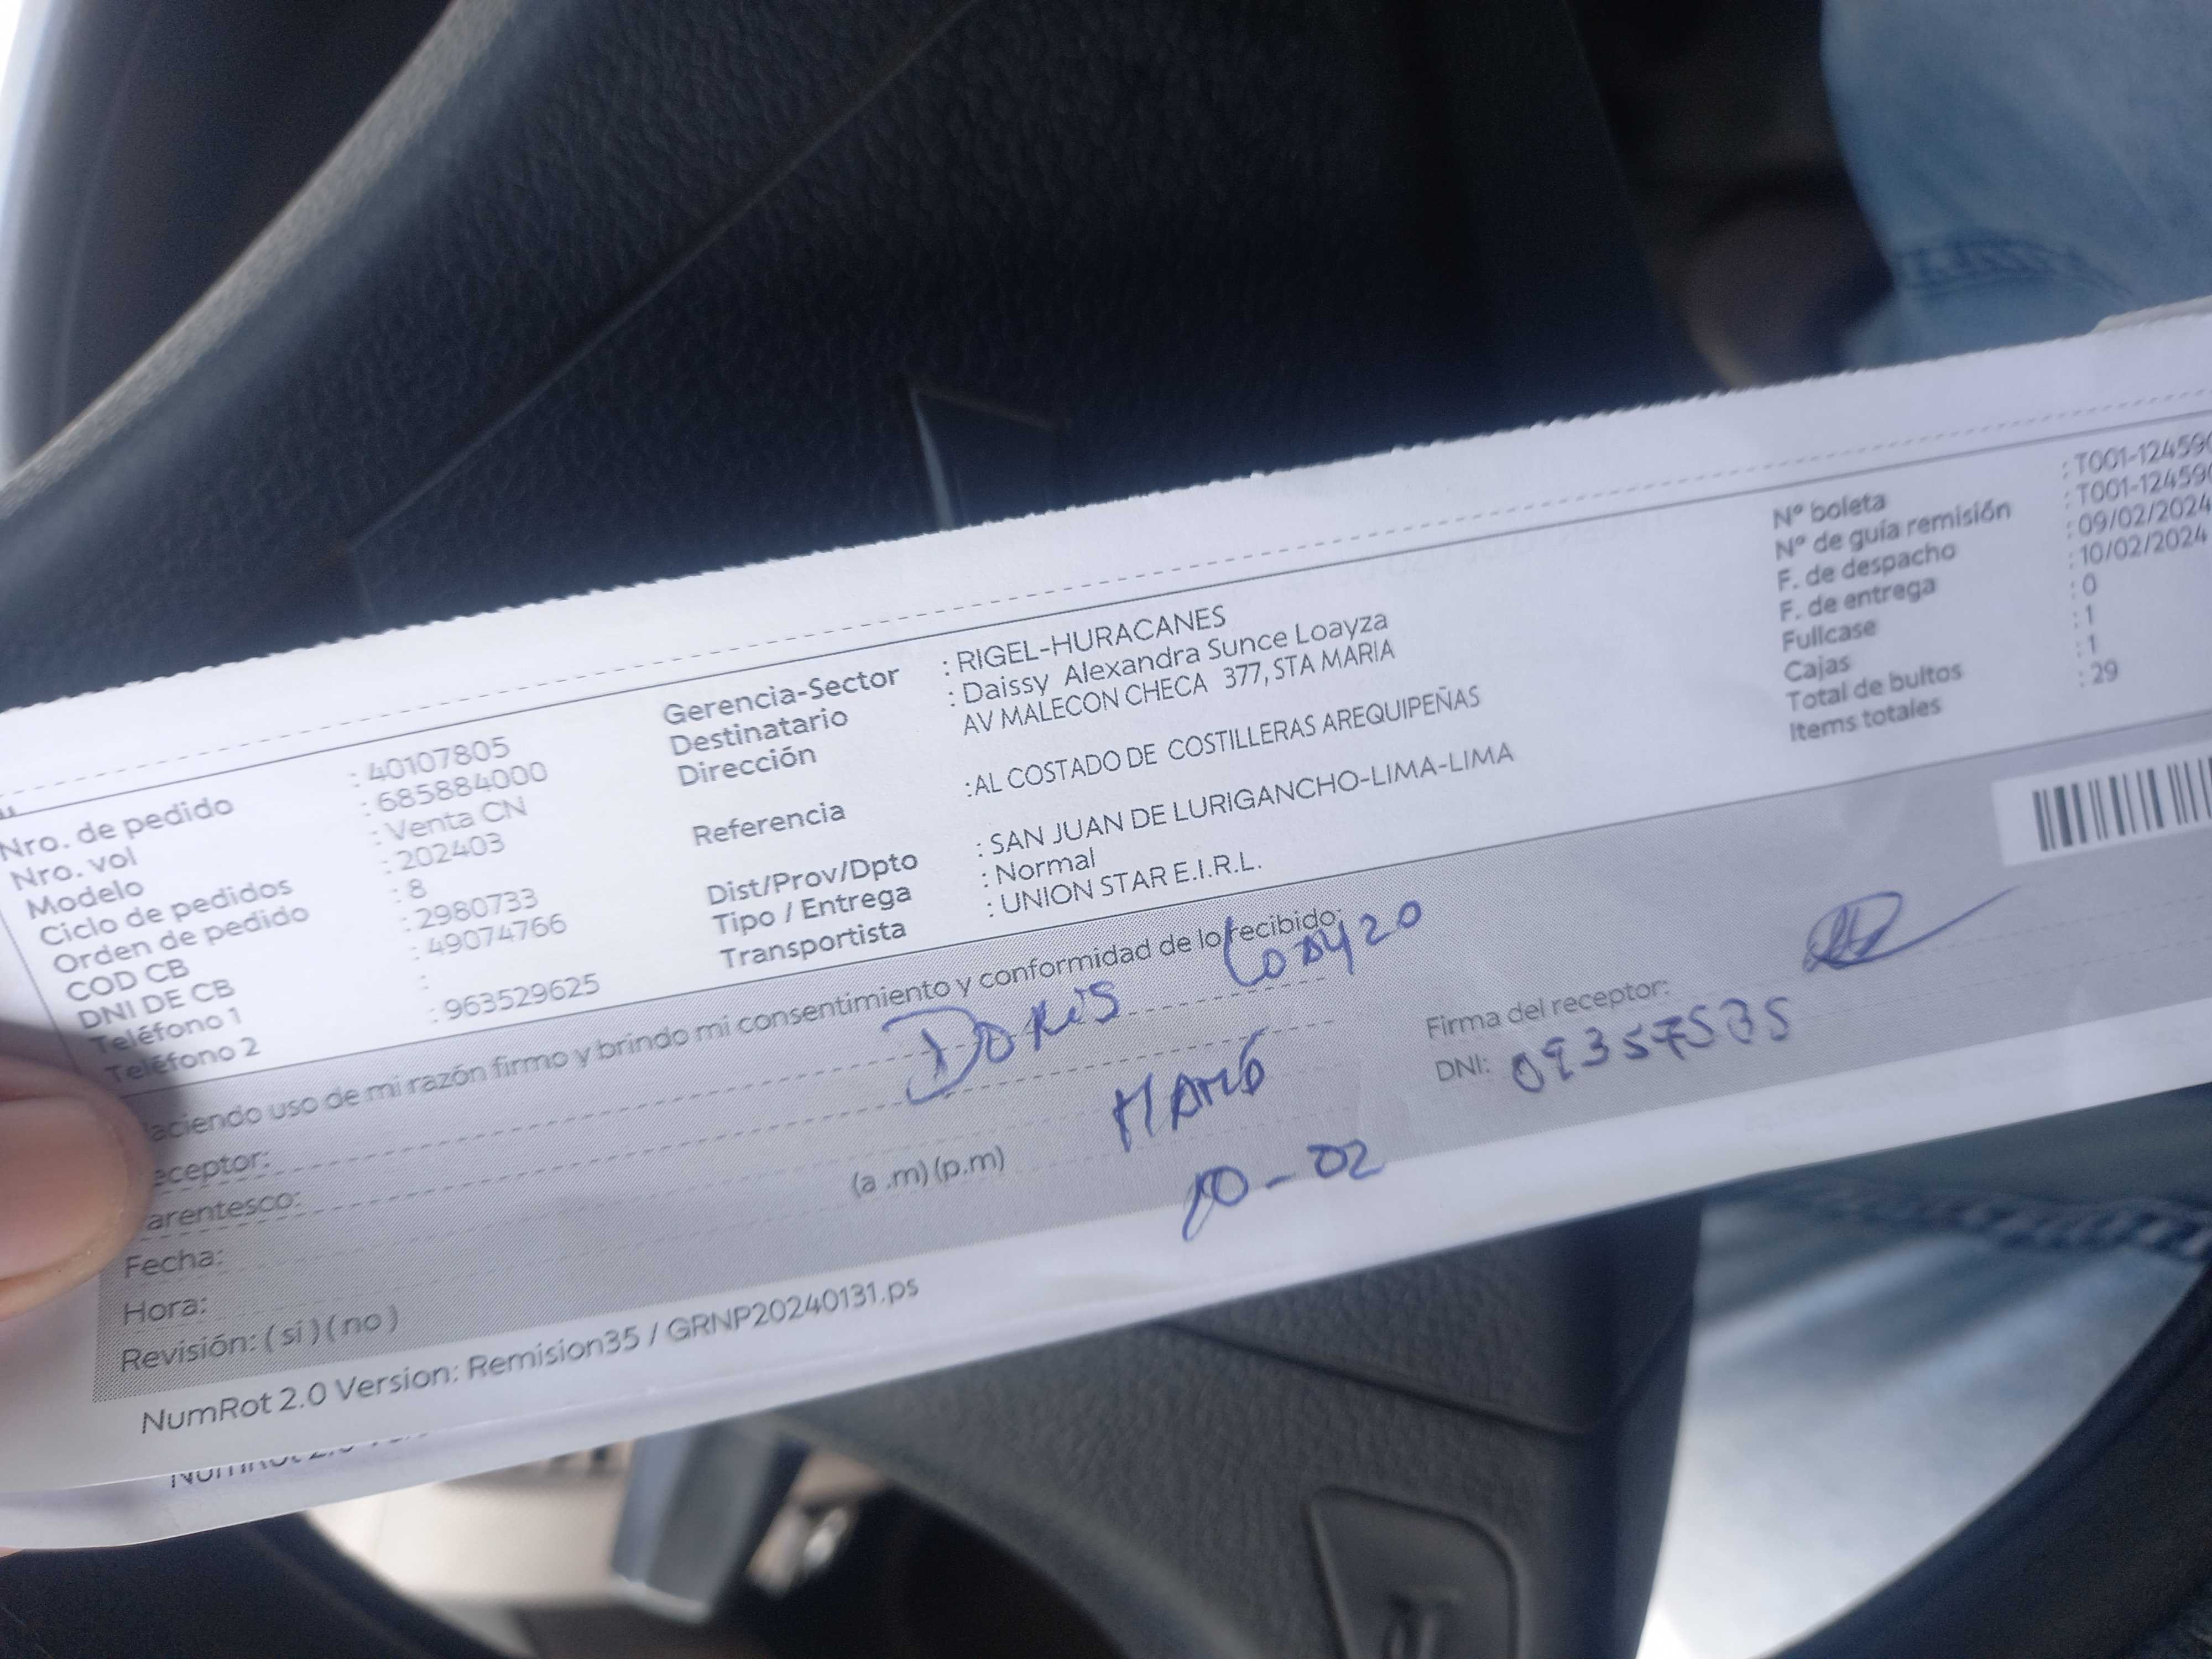 Nro. de pedido : 40107805
Nro. vol : 685884000
Modelo : Venta CN
Ciclo de pedidos : 202403
Orden de pedido : 8
COD CB : 2980733
DNI DE CB : 49074766
Teléfono 1 :
Teléfono 2 : 963529625
Gerencia-Sector : RIGEL-HURACANES
Destinatario : Daissy Alexandra Sunce Loayza
Dirección AV MALECON CHECA 377, STA MARIA
Referencia :AL COSTADO DE COSTILLERAS AREQUIPEÑAS
Dist/Prov/Dpto : SAN JUAN DE LURIGANCHO-LIMA-LIMA
Tipo / Entrega : Normal
Transportista : UNION STAR E.I.R.L.
Nº boleta : T001-124590
Nº de guía remisión : T001-124590
F. de despacho : 09/02/2024
F. de entrega : 10/02/2024
Fullcase : 0
Cajas : 1
Total de bultos : 1
Items totales : 29
aciendo uso de mi razón firmo y brindo mi consentimiento y conformidad de lo recibido:
eceptor: DORIS Loayzo
arentesco: MAMá
Fecha: (a .m) (p.m) 10-02
Hora:
Revisión: ( si ) ( no )
Firma del receptor:
DNI: 09357535
NumRot 2.0 Version: Remision35 / GRNP20240131.ps